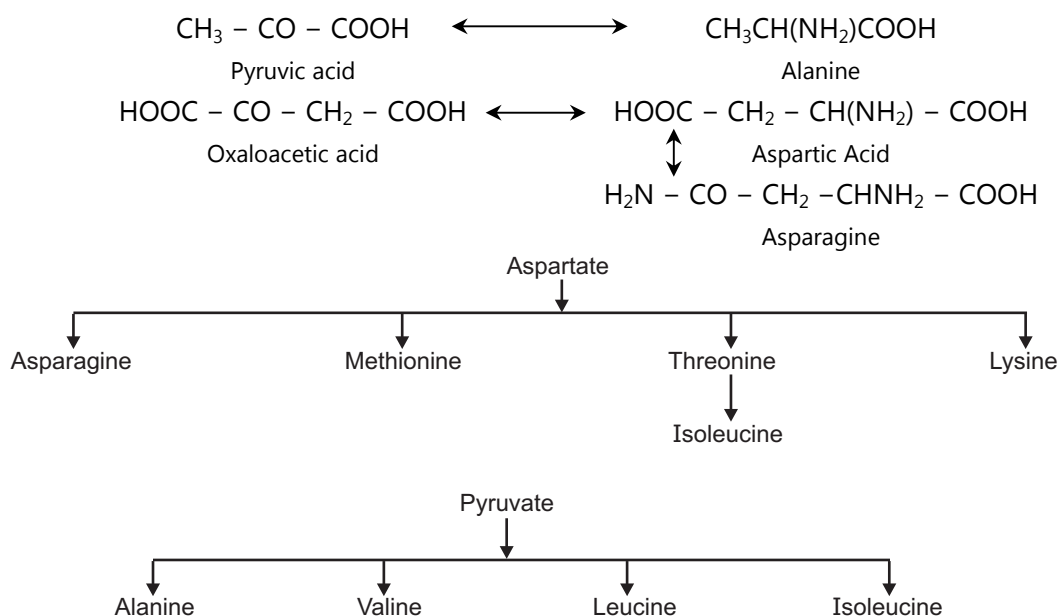 CH₃ – CO – COOH CH₃CH(NH₂)COOH
Pyruvic acid Alanine
HOOC – CO – CH₂ – COOH HOOC – CH₂ – CH(NH₂) – COOH
Oxaloacetic acid Aspartic Acid
H₂N – CO – CH₂ –CHNH₂ – COOH
Asparagine
Aspartate
Asparagine Methionine Threonine Lysine
Isoleucine
Pyruvate
Alanine Valine Leucine Isoleucine